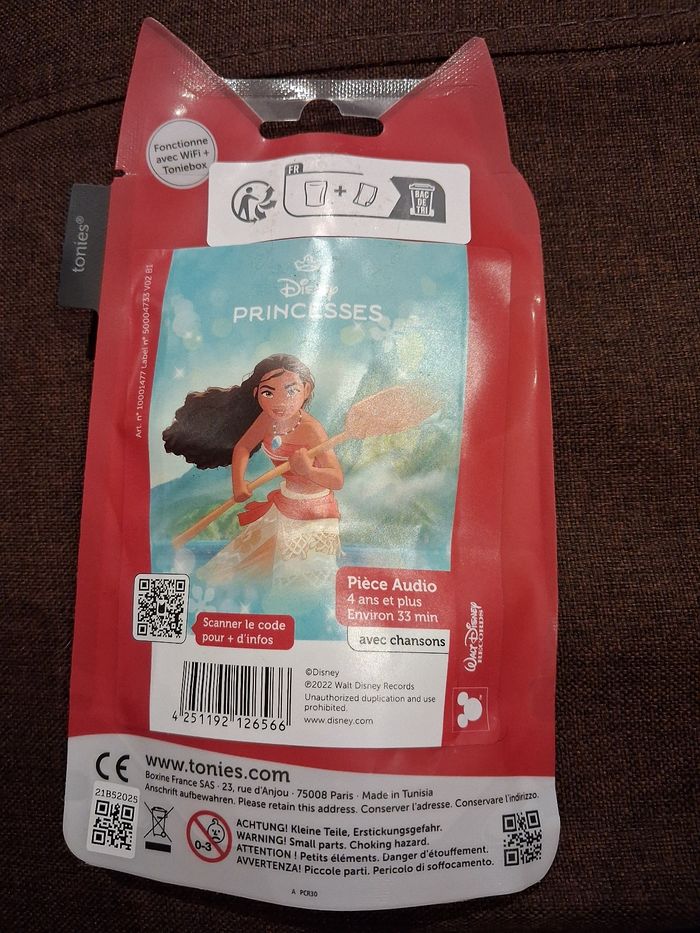 Fonctionne
avec WiFi +
Toniebox
FR
+
BAC
DE
TRI
tonies®
Art. n° 10001477 Label n° 50004733 V02 B1
Disney
PRINCESSES
Pièce Audio
4 ans et plus
Environ 33 min
avec chansons
Scanner le code
pour + d'infos
WALT DISNEY
RECORDS
©Disney
℗2022 Walt Disney Records
Unauthorized duplication and use
prohibited.
www.disney.com
4 251192 126566
CE
www.tonies.com
Boxine France SAS · 23, rue d'Anjou · 75008 Paris · Made in Tunisia
Anschrift aufbewahren. Please retain this address. Conserver l'adresse. Conservare l'indirizzo.
21B52025
0-3
ACHTUNG! Kleine Teile, Erstickungsgefahr.
WARNING! Small parts. Choking hazard.
ATTENTION ! Petits éléments. Danger d'étouffement.
AVVERTENZA! Piccole parti. Pericolo di soffocamento.
A PCR30